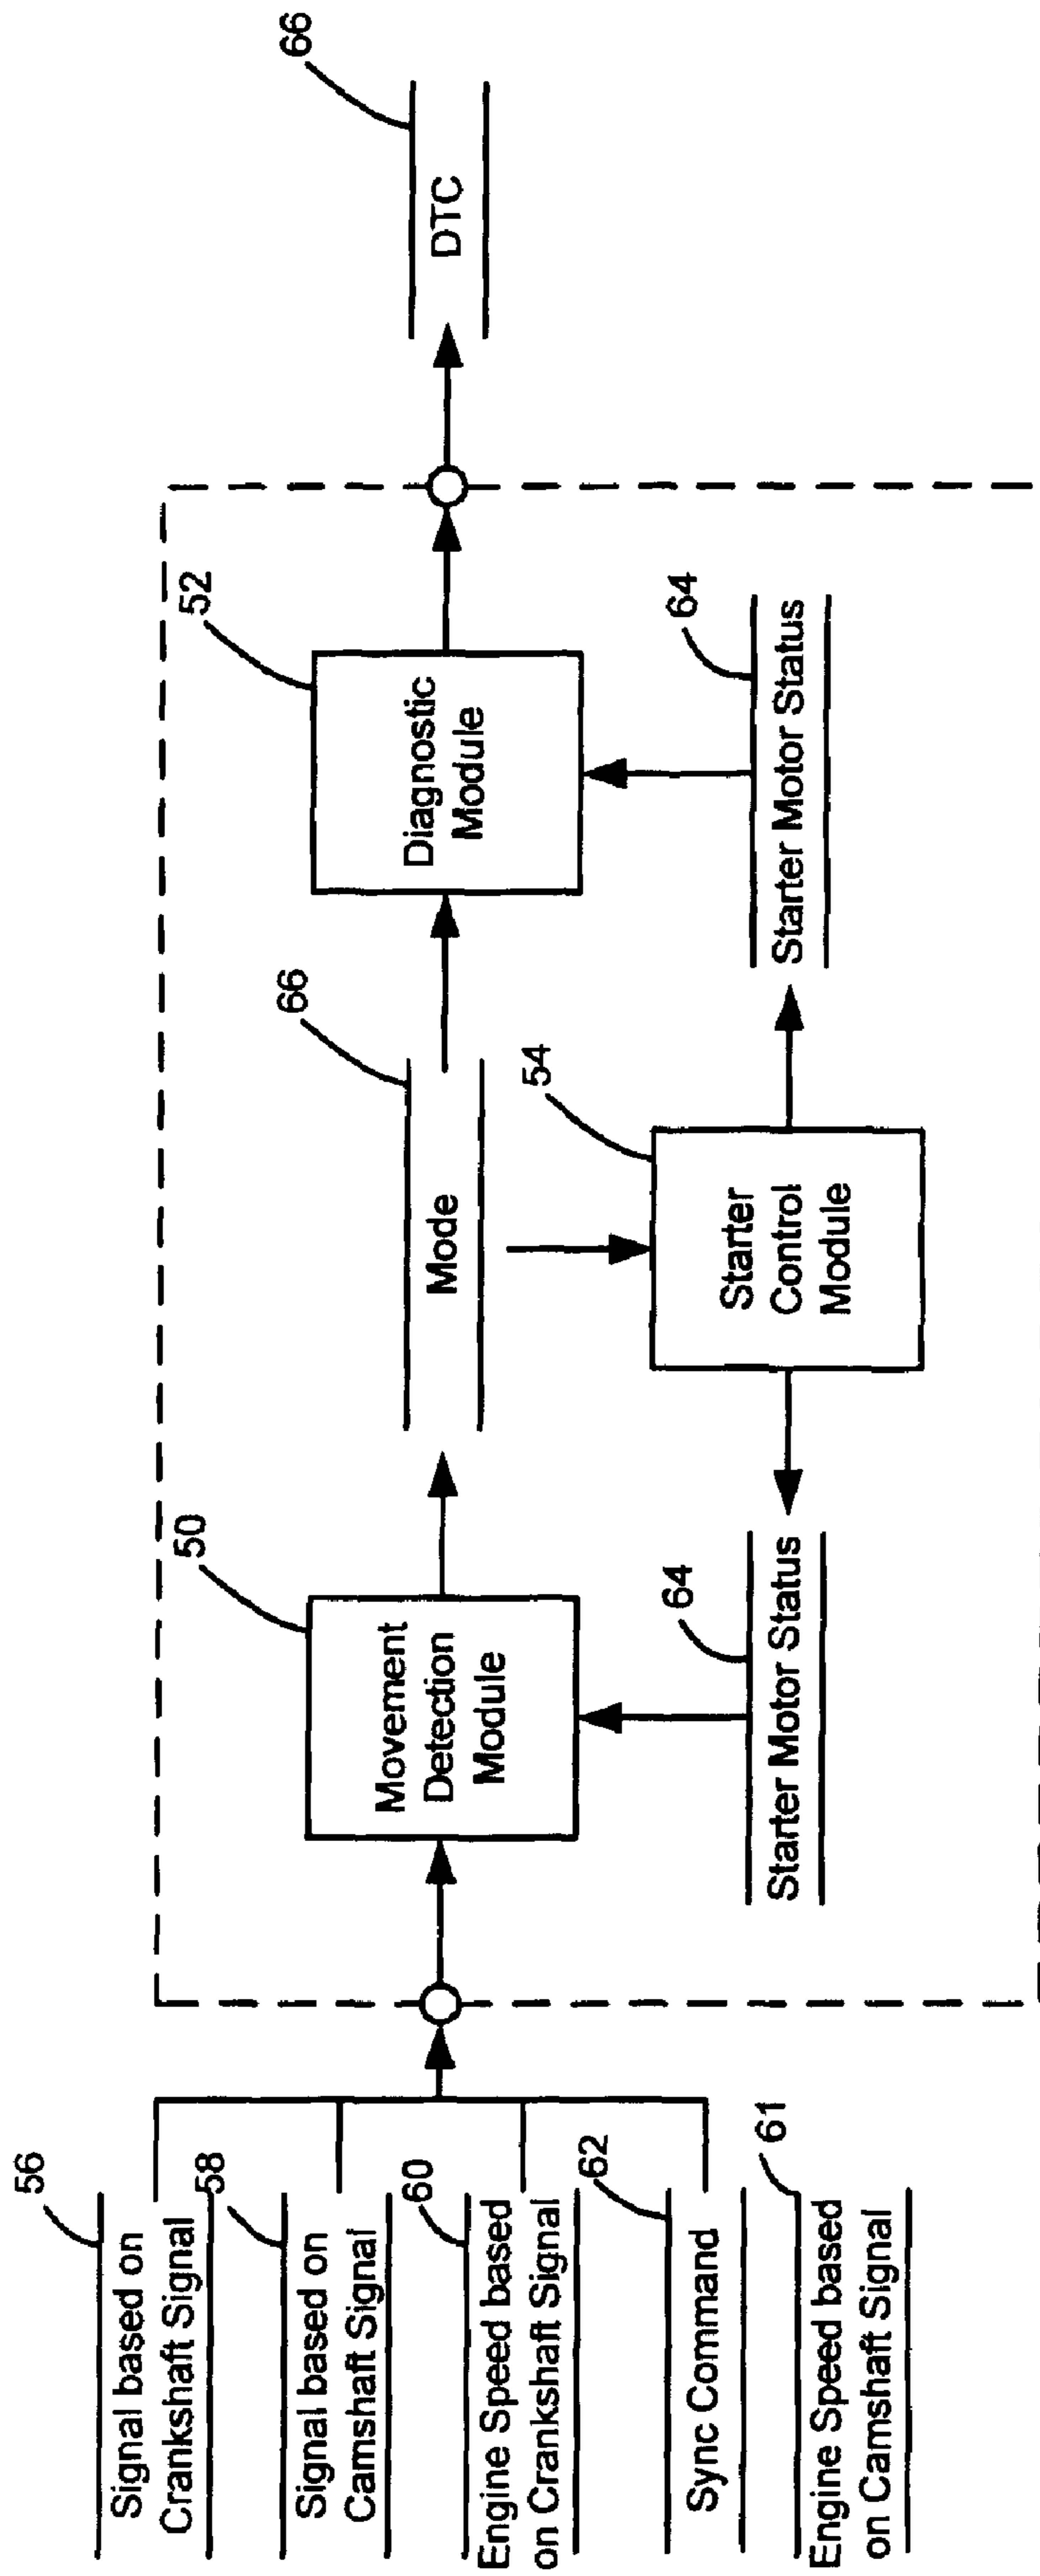 56
Signal based on
Crankshaft Signal
58
Signal based on
Camshaft Signal
60
Engine Speed based
on Crankshaft Signal
62
Sync Command
61
Engine Speed based
on Camshaft Signal
50
Movement
Detection
Module
64
Starter Motor Status
66
Mode
54
Starter
Control
Module
52
Diagnostic
Module
64
Starter Motor Status
66
DTC